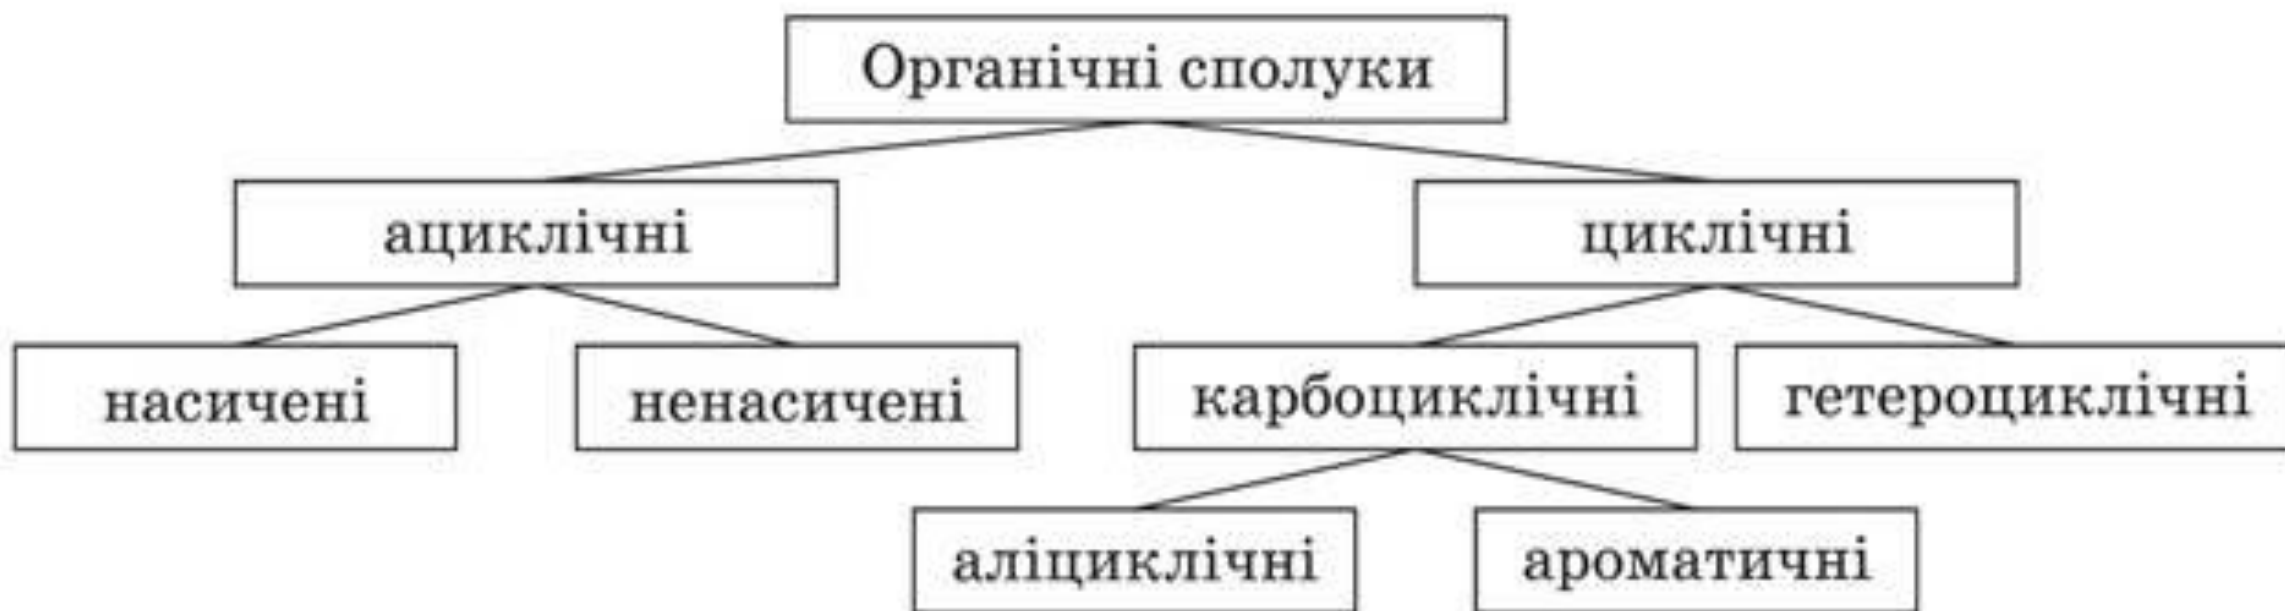 Органічні сполуки
ациклічні
циклічні
насичені
ненасичені
карбоциклічні
гетероциклічні
аліциклічні
ароматичні